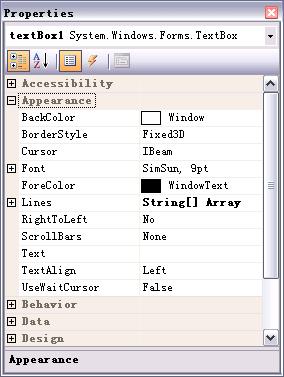 Properties
textBox1 System.Windows.Forms.TextBox
Accessibility
Appearance
BackColor Window
BorderStyle Fixed3D
Cursor IBeam
Font SimSun, 9pt
ForeColor WindowText
Lines String[] Array
RightToLeft No
ScrollBars None
Text
TextAlign Left
UseWaitCursor False
Behavior
Data
Design
Appearance